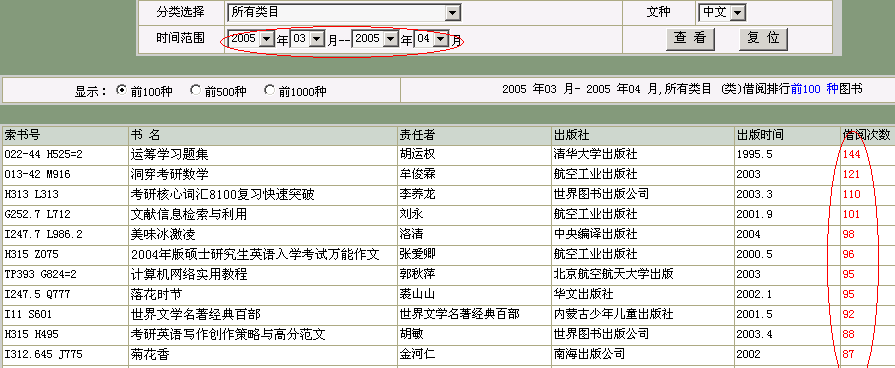 分类选择 所有类目 文种 中文
时间范围 2005 年 03 月-- 2005 年 04 月 查 看 复 位
显示： 前100种 前500种 前1000种 2005 年03 月- 2005 年04 月,所有类目 (类)借阅排行前100 种图书
索书号 书 名 责任者 出版社 出版时间 借阅次数
O22-44 H525=2 运筹学习题集 胡运权 清华大学出版社 1995.5 144
O13-42 M916 洞穿考研数学 牟俊霖 航空工业出版社 2003 121
H313 L313 考研核心词汇8100复习快速突破 李养龙 世界图书出版公司 2003.3 110
G252.7 L712 文献信息检索与利用 刘永 航空工业出版社 2001.9 101
I247.7 L986.2 美味冰激凌 洛清 中央编译出版社 2004 98
H315 Z075 2004年版硕士研究生英语入学考试万能作文 张爱卿 航空工业出版社 2000.5 96
TP393 G824=2 计算机网络实用教程 郭秋萍 北京航空航天大学出版 2003 95
I247.5 Q777 落花时节 裘山山 华文出版社 2002.1 95
I11 S601 世界文学名著经典百部 世界文学名著经典百部 内蒙古少年儿童出版社 2001.5 92
H315 H495 考研英语写作创作策略与高分范文 胡敏 世界图书出版公司 2003.4 88
I312.645 J775 菊花香 金河仁 南海出版公司 2002 87